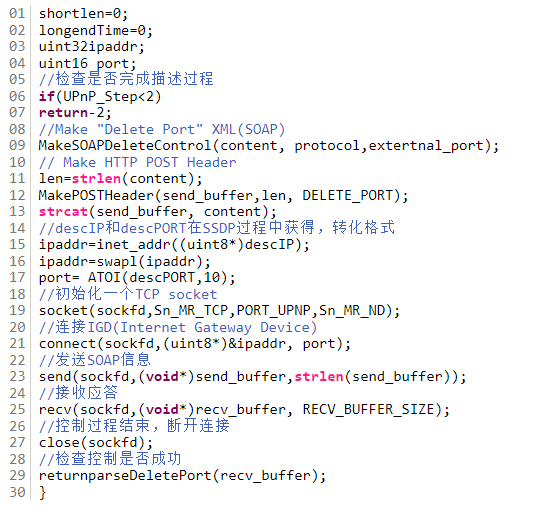 01 shortlen=0;
02 longendTime=0;
03 uint32ipaddr;
04 uint16 port;
05 //检查是否完成描述过程
06 if(UPnP_Step<2)
07 return-2;
08 //Make "Delete Port" XML(SOAP)
09 MakeSOAPDeleteControl(content, protocol,extertnal_port);
10 // Make HTTP POST Header
11 len=strlen(content);
12 MakePOSTHeader(send_buffer,len, DELETE_PORT);
13 strcat(send_buffer, content);
14 //descIP和descPORT在SSDP过程中获得，转化格式
15 ipaddr=inet_addr((uint8*)descIP);
16 ipaddr=swapl(ipaddr);
17 port= ATOI(descPORT,10);
18 //初始化一个TCP socket
19 socket(sockfd,Sn_MR_TCP,PORT_UPNP,Sn_MR_ND);
20 //连接IGD(Internet Gateway Device)
21 connect(sockfd,(uint8*)&ipaddr, port);
22 //发送SOAP信息
23 send(sockfd,(void*)send_buffer,strlen(send_buffer));
24 //接收应答
25 recv(sockfd,(void*)recv_buffer, RECV_BUFFER_SIZE);
26 //控制过程结束，断开连接
27 close(sockfd);
28 //检查控制是否成功
29 returnparseDeletePort(recv_buffer);
30 }